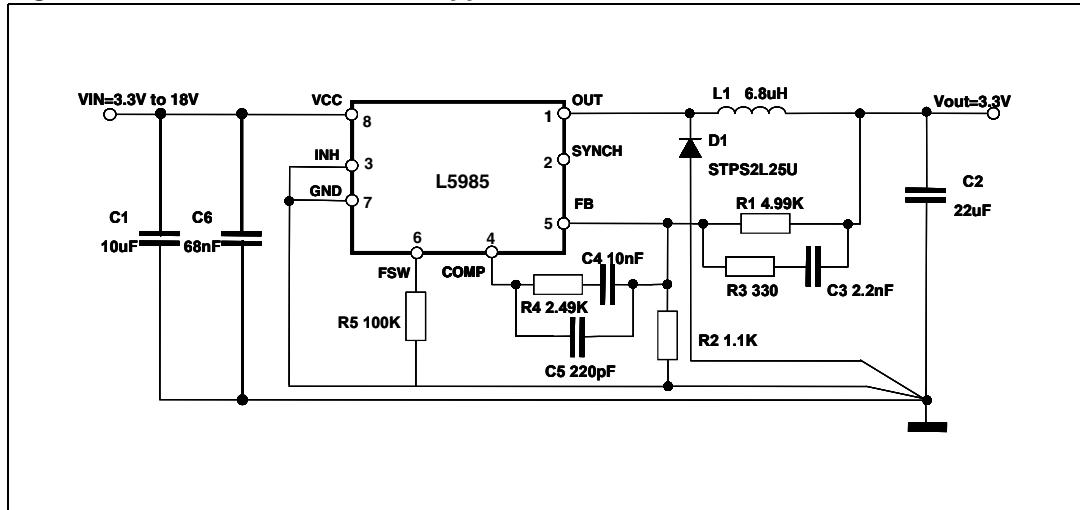 VIN=3.3V to 18V
VCC
8
INH
3
GND
7
L5985
OUT
1
SYNCH
2
FB
5
6
FSW
4
COMP
L1 6.8uH
Vout=3.3V
D1
STPS2L25U
C2
22uF
C1
10uF
C6
68nF
R1 4.99K
R3 330
C3 2.2nF
C4 10nF
R4 2.49K
C5 220pF
R5 100K
R2 1.1K